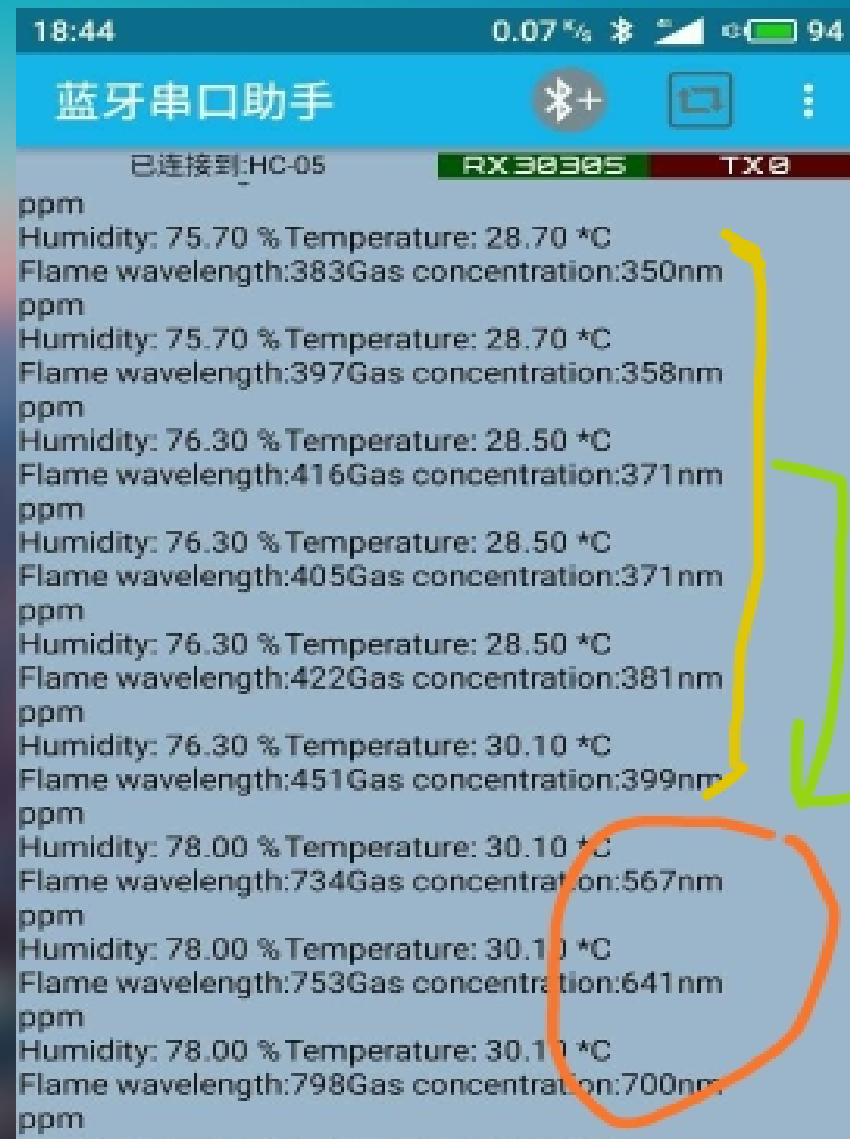 18:44 0.07 K/s 94
蓝牙串口助手
已连接到:HC-05 RX30305 TX0
ppm
Humidity: 75.70 % Temperature: 28.70 *C
Flame wavelength:383Gas concentration:350nm
ppm
Humidity: 75.70 % Temperature: 28.70 *C
Flame wavelength:397Gas concentration:358nm
ppm
Humidity: 76.30 % Temperature: 28.50 *C
Flame wavelength:416Gas concentration:371nm
ppm
Humidity: 76.30 % Temperature: 28.50 *C
Flame wavelength:405Gas concentration:371nm
ppm
Humidity: 76.30 % Temperature: 28.50 *C
Flame wavelength:422Gas concentration:381nm
ppm
Humidity: 76.30 % Temperature: 30.10 *C
Flame wavelength:451Gas concentration:399nm
ppm
Humidity: 78.00 % Temperature: 30.10 *C
Flame wavelength:734Gas concentration:567nm
ppm
Humidity: 78.00 % Temperature: 30.10 *C
Flame wavelength:753Gas concentration:641nm
ppm
Humidity: 78.00 % Temperature: 30.10 *C
Flame wavelength:798Gas concentration:700nm
ppm